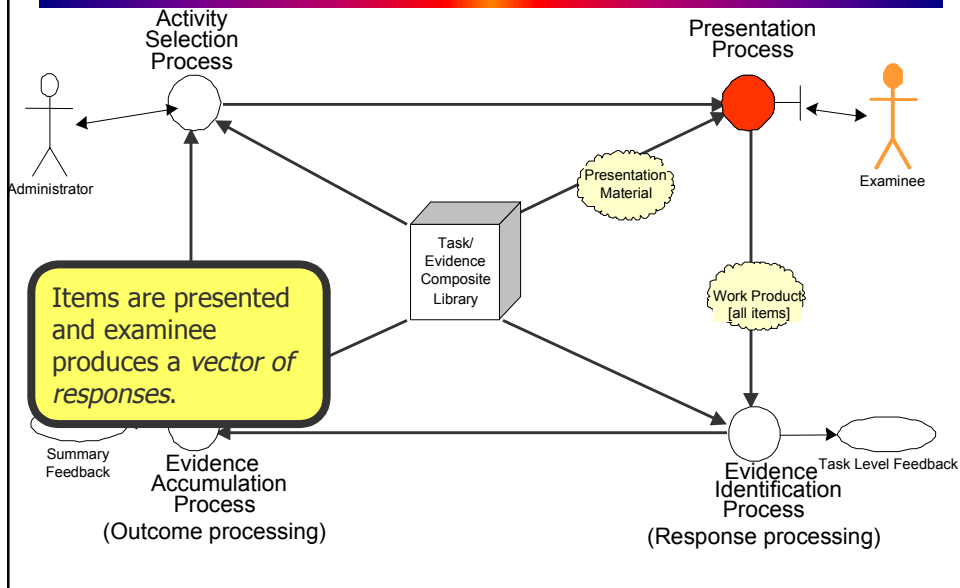 Activity
Selection
Process
Presentation
Process
Administrator
Examinee
Presentation
Material
Task/
Evidence
Composite
Library
Items are presented
and examinee
produces a vector of
responses.
Work Product
[all items]
Summary
Feedback
Evidence
Accumulation
Process
(Outcome processing)
Evidence
Identification
Process
(Response processing)
Task Level Feedback